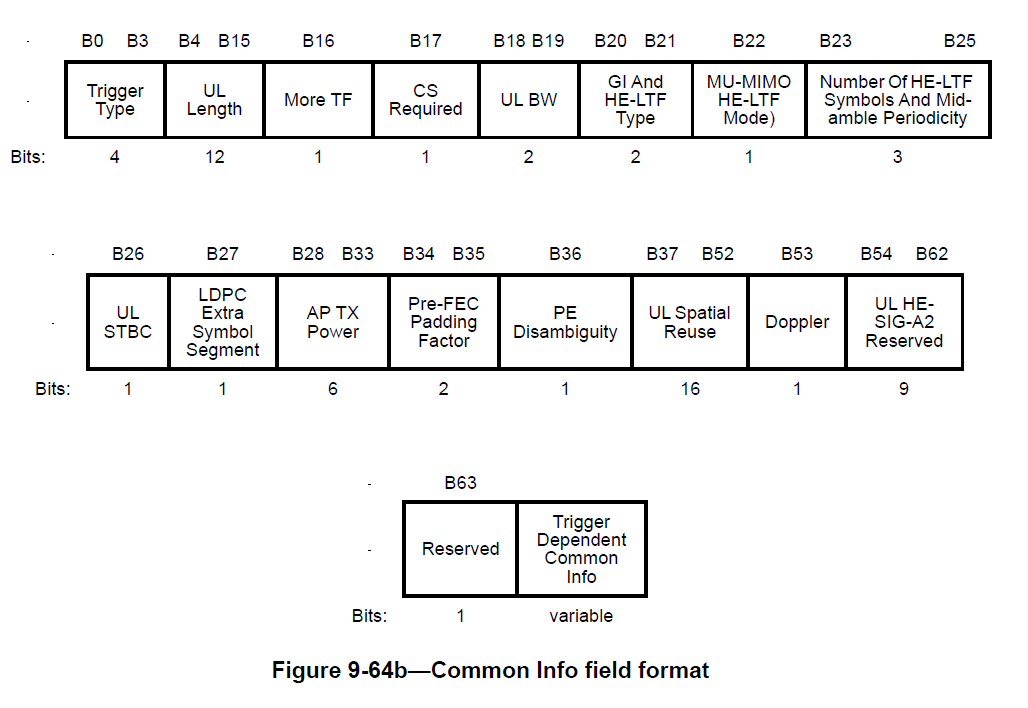 B0 B3 B4 B15 B16 B17 B18 B19 B20 B21 B22 B23 B25
Trigger Type UL Length More TF CS Required UL BW GI And HE-LTF Type MU-MIMO HE-LTF Mode) Number Of HE-LTF Symbols And Mid-amble Periodicity
Bits: 4 12 1 1 2 2 1 3
B26 B27 B28 B33 B34 B35 B36 B37 B52 B53 B54 B62
UL STBC LDPC Extra Symbol Segment AP TX Power Pre-FEC Padding Factor PE Disambiguity UL Spatial Reuse Doppler UL HE-SIG-A2 Reserved
Bits: 1 1 6 2 1 16 1 9
B63
Reserved Trigger Dependent Common Info
Bits: 1 variable
Figure 9-64b—Common Info field format